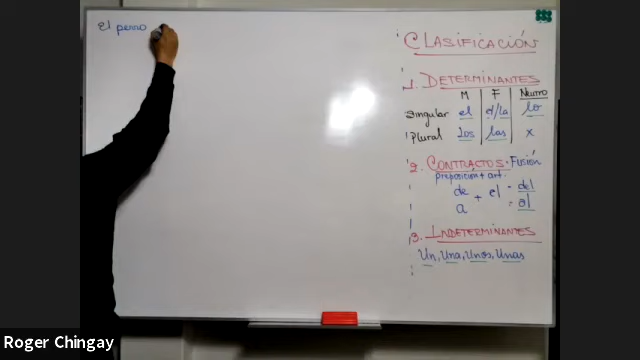 El perro
CLASIFICACIÓN
1. DETERMINANTES
M F Neutro
Singular el el/la lo
Plural Los las x
2. CONTRACTOS - Fusión
preposición + art.
de + el = del
a = al
3. INDETERMINANTES
Un, Una, Unos, Unas
Roger Chingay